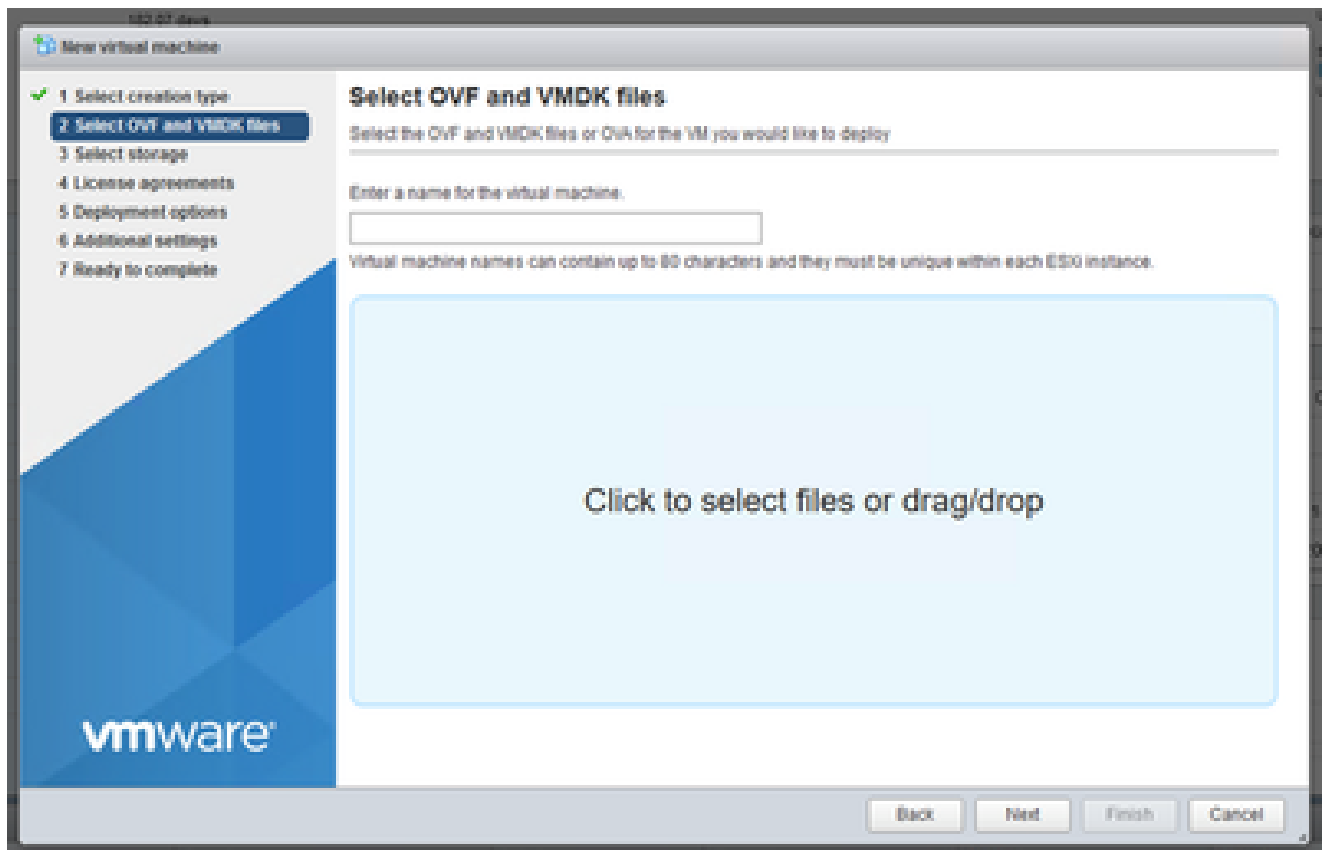 182.07 days
New virtual machine
1 Select creation type
2 Select OVF and VMDK files
3 Select storage
4 License agreements
5 Deployment options
6 Additional settings
7 Ready to complete
Select OVF and VMDK files
Select the OVF and VMDK files or OVA for the VM you would like to deploy
Enter a name for the virtual machine.
Virtual machine names can contain up to 80 characters and they must be unique within each ESXi instance.
Click to select files or drag/drop
vmware
Back
Next
Finish
Cancel